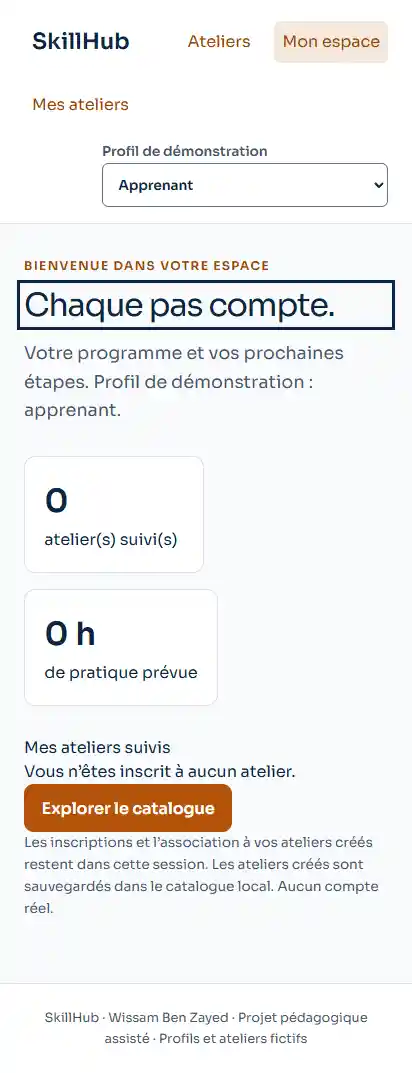 SkillHub
Ateliers
Mon espace
Mes ateliers
Profil de démonstration
Apprenant
BIENVENUE DANS VOTRE ESPACE
Chaque pas compte.
Votre programme et vos prochaines
étapes. Profil de démonstration :
apprenant.
0
atelier(s) suivi(s)
0 h
de pratique prévue
Mes ateliers suivis
Vous n’êtes inscrit à aucun atelier.
Explorer le catalogue
Les inscriptions et l’association à vos ateliers créés
restent dans cette session. Les ateliers créés sont
sauvegardés dans le catalogue local. Aucun compte
réel.
SkillHub · Wissam Ben Zayed · Projet pédagogique
assisté · Profils et ateliers fictifs